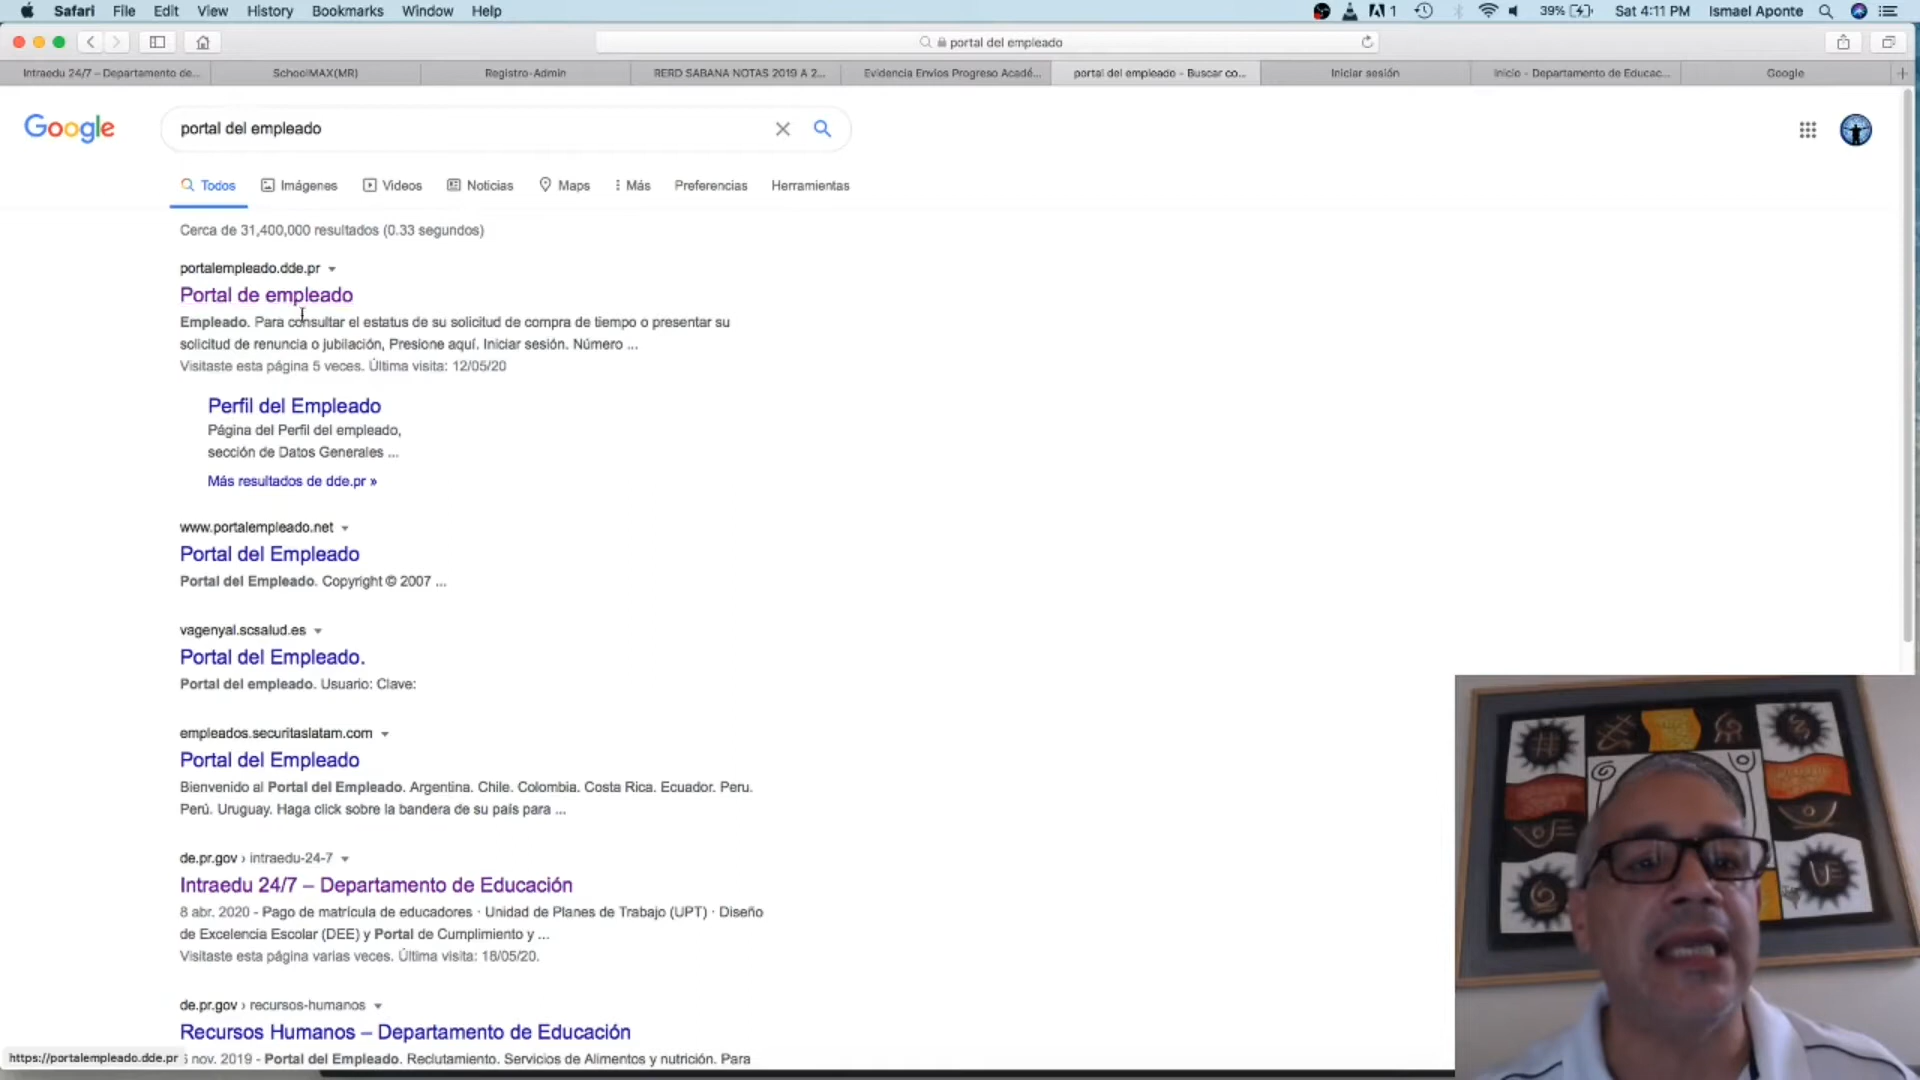 Safari File Edit View History Bookmarks Window Help 1 39% Sat 4:11 PM Ismael Aponte
portal del empleado
Intraedu 24/7 – Departamento de... SchoolMAX(MR) Registro-Admin RERD SABANA NOTAS 2019 A 2... Evidencia Envios Progreso Acadé... portal del empleado - Buscar co... Iniciar sesión Inicio - Departamento de Educac... Google
Google portal del empleado
Todos Imágenes Videos Noticias Maps Más Preferencias Herramientas
Cerca de 31,400,000 resultados (0.33 segundos)
portalempleado.dde.pr
Portal de empleado
Empleado. Para consultar el estatus de su solicitud de compra de tiempo o presentar su
solicitud de renuncia o jubilación, Presione aquí. Iniciar sesión. Número ...
Visitaste esta página 5 veces. Última visita: 12/05/20
Perfil del Empleado
Página del Perfil del empleado,
sección de Datos Generales ...
Más resultados de dde.pr »
www.portalempleado.net
Portal del Empleado
Portal del Empleado. Copyright © 2007 ...
vagenyal.scsalud.es
Portal del Empleado.
Portal del empleado. Usuario: Clave:
empleados.securitaslatam.com
Portal del Empleado
Bienvenido al Portal del Empleado. Argentina. Chile. Colombia. Costa Rica. Ecuador. Peru.
Perú. Uruguay. Haga click sobre la bandera de su país para ...
de.pr.gov › intraedu-24-7
Intraedu 24/7 – Departamento de Educación
8 abr. 2020 - Pago de matrícula de educadores · Unidad de Planes de Trabajo (UPT) · Diseño
de Excelencia Escolar (DEE) y Portal de Cumplimiento y ...
Visitaste esta página varias veces. Última visita: 18/05/20.
de.pr.gov › recursos-humanos
Recursos Humanos – Departamento de Educación
https://portalempleado.dde.pr nov. 2019 - Portal del Empleado. Reclutamiento. Servicios de Alimentos y nutrición. Para